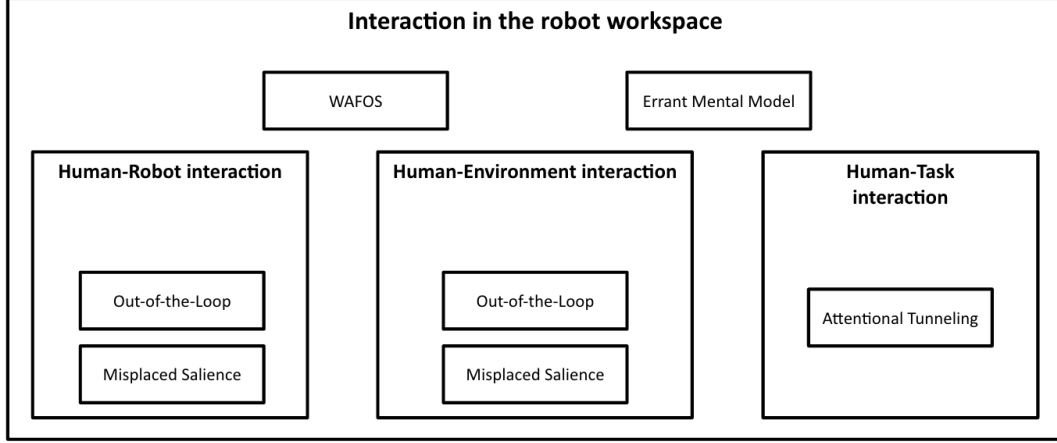 Interaction in the robot workspace
WAFOS
Errant Mental Model
Human-Robot interaction
Out-of-the-Loop
Misplaced Salience
Human-Environment interaction
Out-of-the-Loop
Misplaced Salience
Human-Task
interaction
Attentional Tunneling